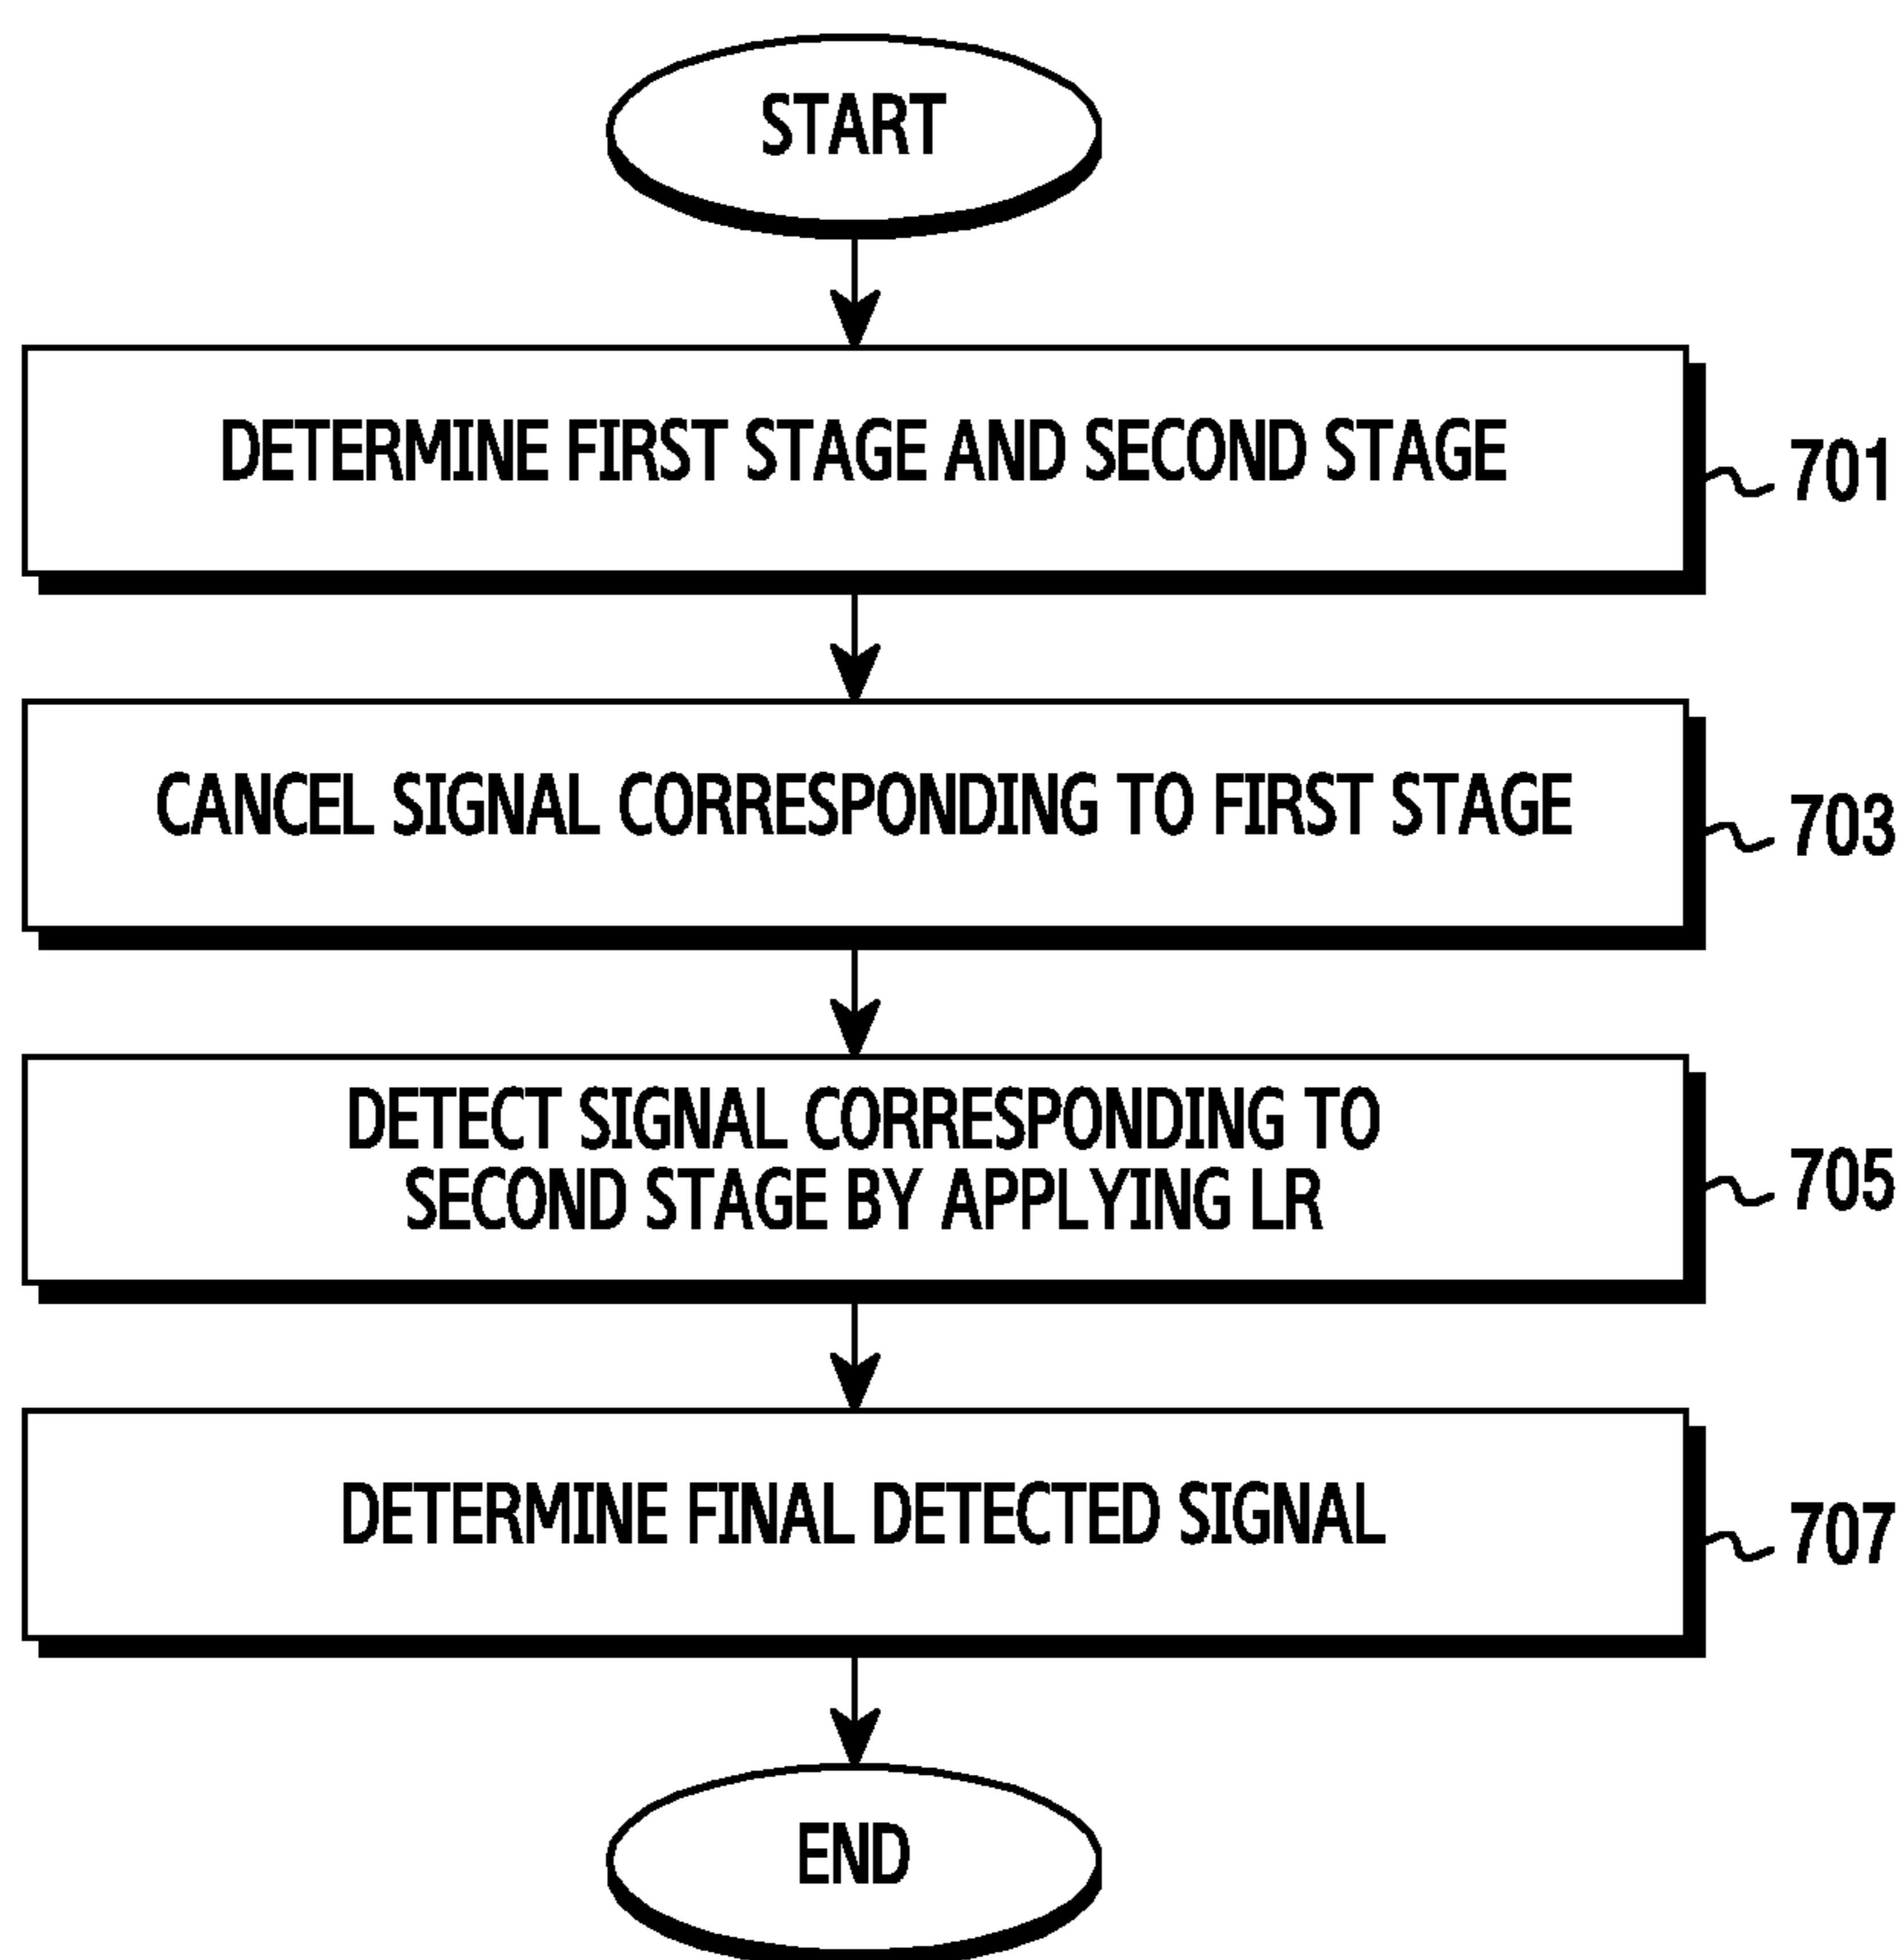 START
DETERMINE FIRST STAGE AND SECOND STAGE
701
CANCEL SIGNAL CORRESPONDING TO FIRST STAGE
703
DETECT SIGNAL CORRESPONDING TO
SECOND STAGE BY APPLYING LR
705
DETERMINE FINAL DETECTED SIGNAL
707
END